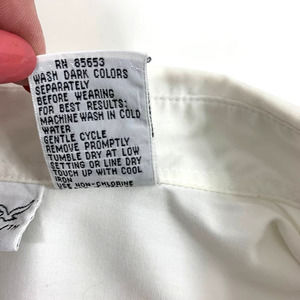 RN 85653
WASH DARK COLORS
SEPARATELY
BEFORE WEARING
FOR BEST RESULTS:
MACHINE WASH IN COLD
WATER
GENTLE CYCLE
REMOVE PROMPTLY
TUMBLE DRY AT LOW
SETTING OR LINE DRY
TOUCH UP WITH COOL
IRON
USE NON-CHLORINE